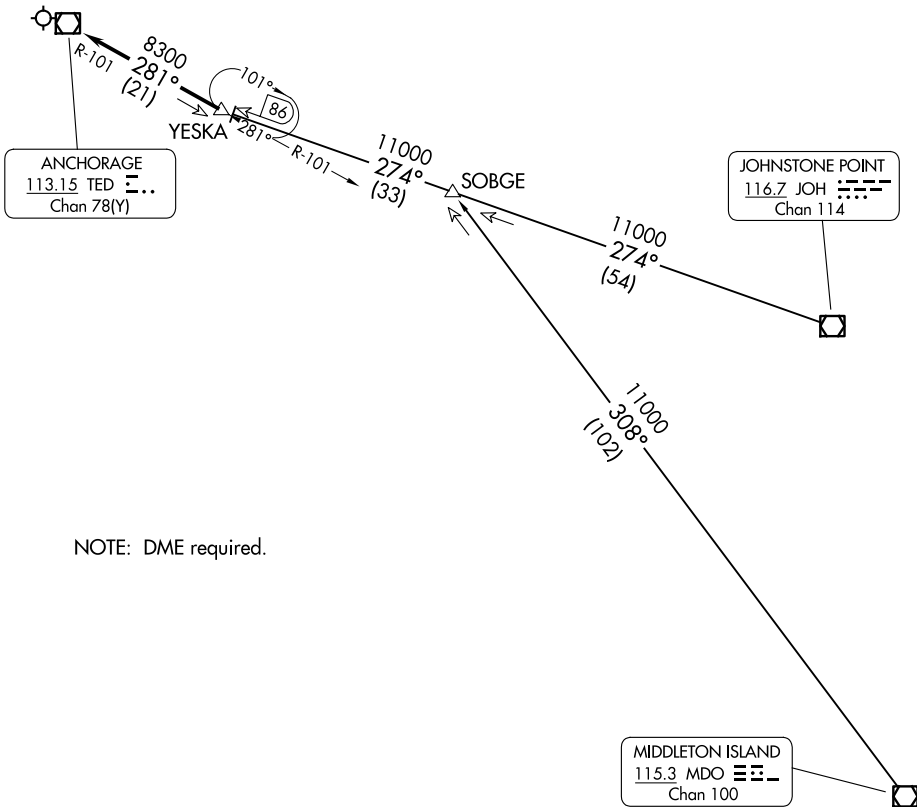 R-101
8300
281°
(21)
101°
86
YESKA
281°
R-101
11000
274°
(33)
SOBGE
ANCHORAGE
113.15 TED
Chan 78(Y)
JOHNSTONE POINT
116.7 JOH
Chan 114
11000
274°
(54)
11000
308°
(102)
NOTE: DME required.
MIDDLETON ISLAND
115.3 MDO
Chan 100